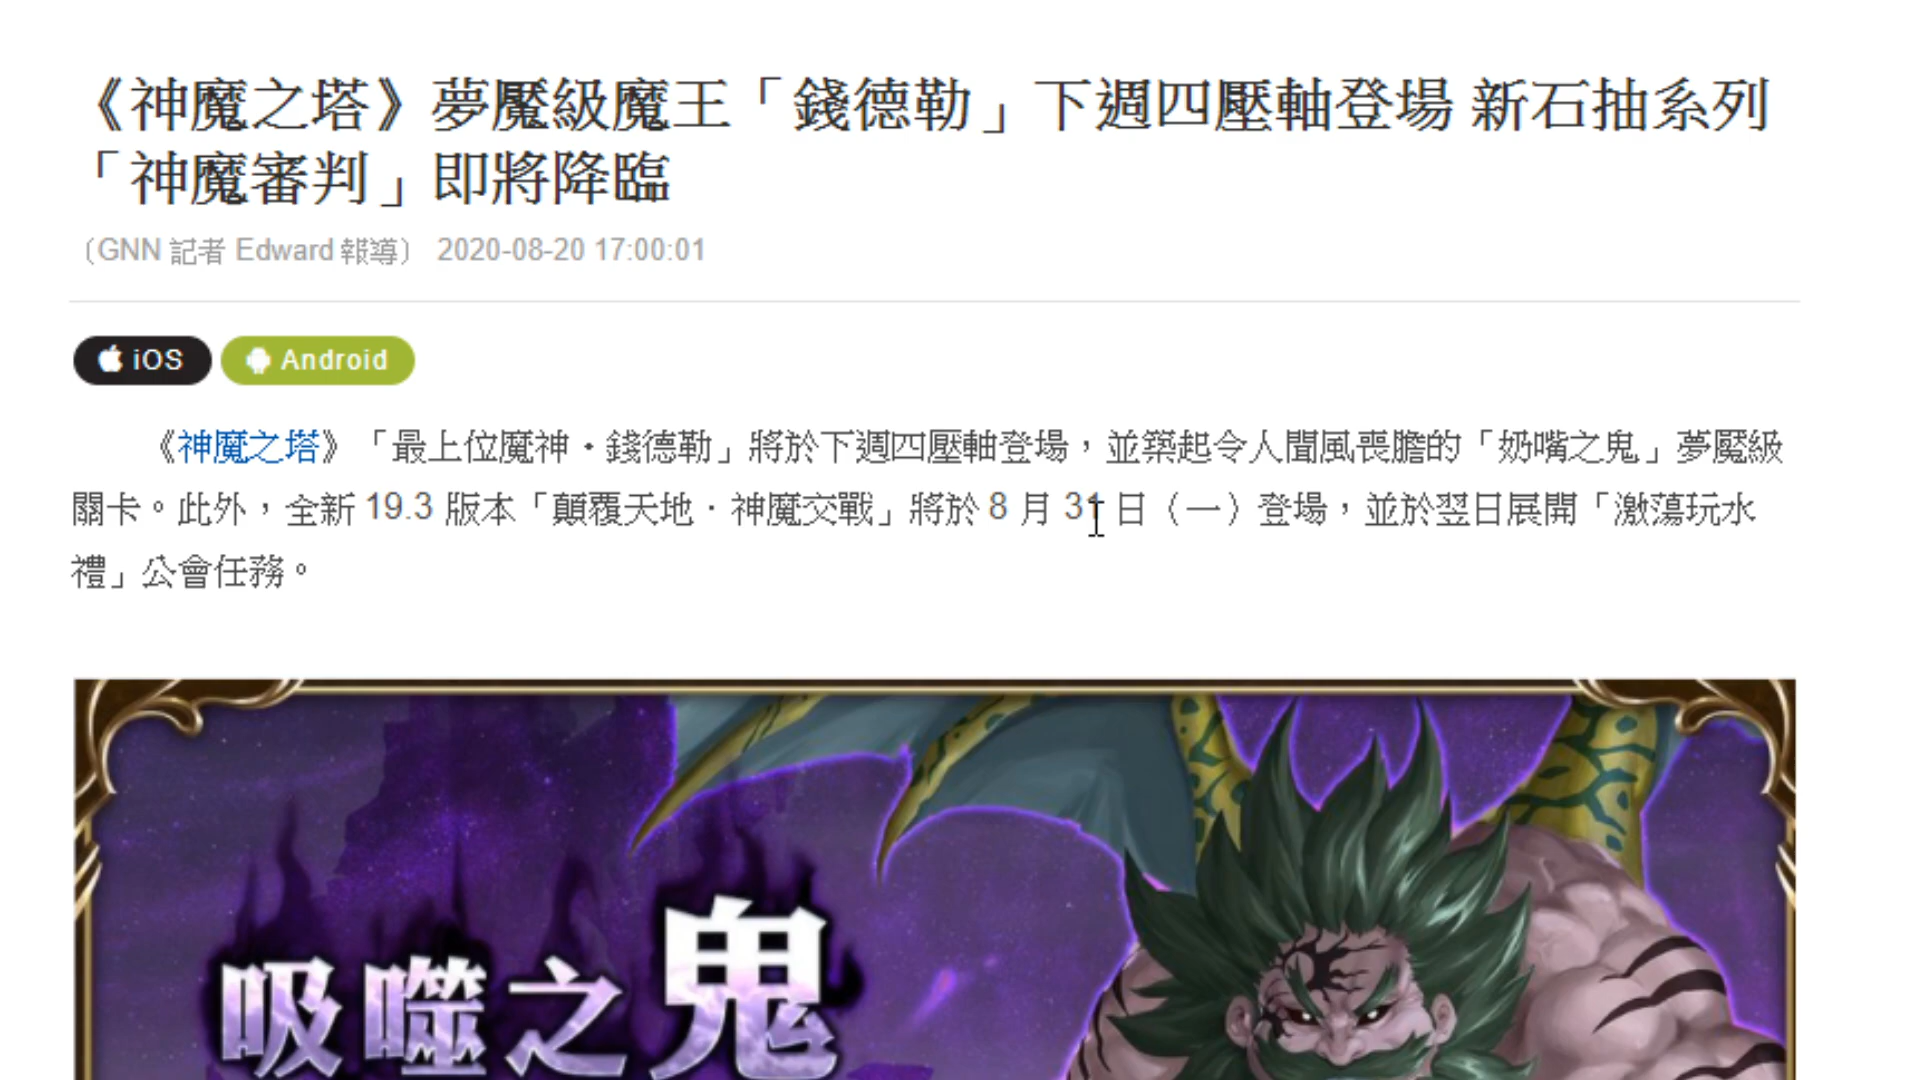 《神魔之塔》夢魘級魔王「錢德勒」下週四壓軸登場 新石抽系列
「神魔審判」即將降臨
（GNN 記者 Edward 報導） 2020-08-20 17:00:01
iOS
Android
《神魔之塔》「最上位魔神・錢德勒」將於下週四壓軸登場，並築起令人聞風喪膽的「奶嘴之鬼」夢魘級
關卡。此外，全新 19.3 版本「顛覆天地．神魔交戰」將於 8 月 31 日（一）登場，並於翌日展開「激蕩玩水
禮」公會任務。
吸噬之鬼